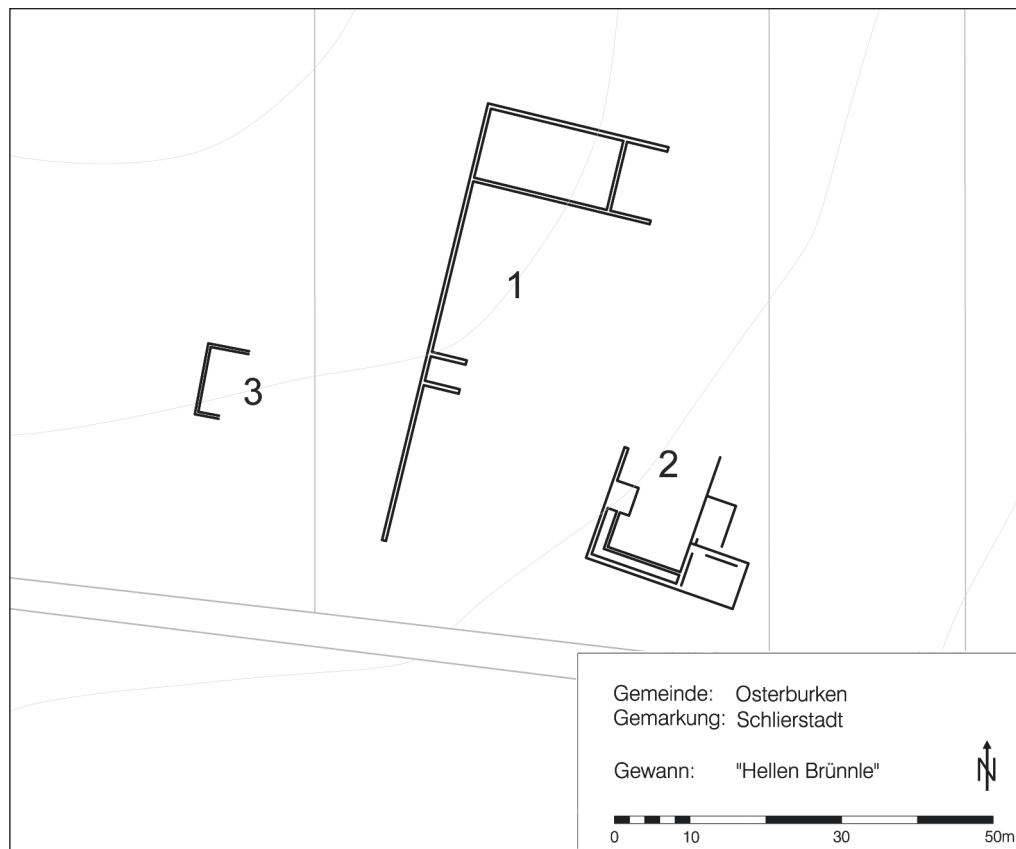 1
3
2
Gemeinde: Osterburken
Gemarkung: Schlierstadt
Gewann: "Hellen Brünnle"
N
0 10 30 50m